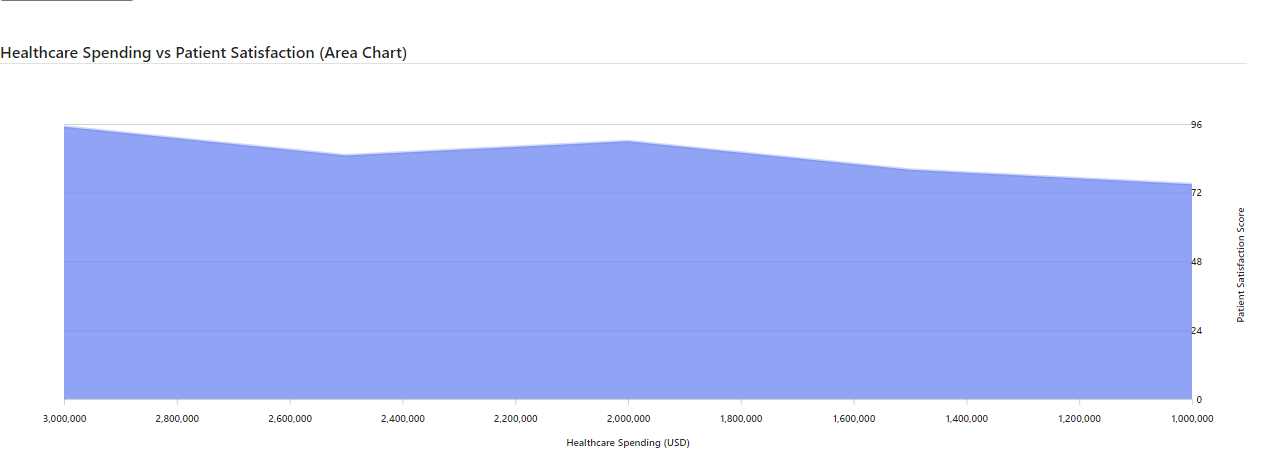 Healthcare Spending vs Patient Satisfaction (Area Chart)
96
72
48
24
0
Patient Satisfaction Score
3,000,000 2,800,000 2,600,000 2,400,000 2,200,000 2,000,000 1,800,000 1,600,000 1,400,000 1,200,000 1,000,000
Healthcare Spending (USD)